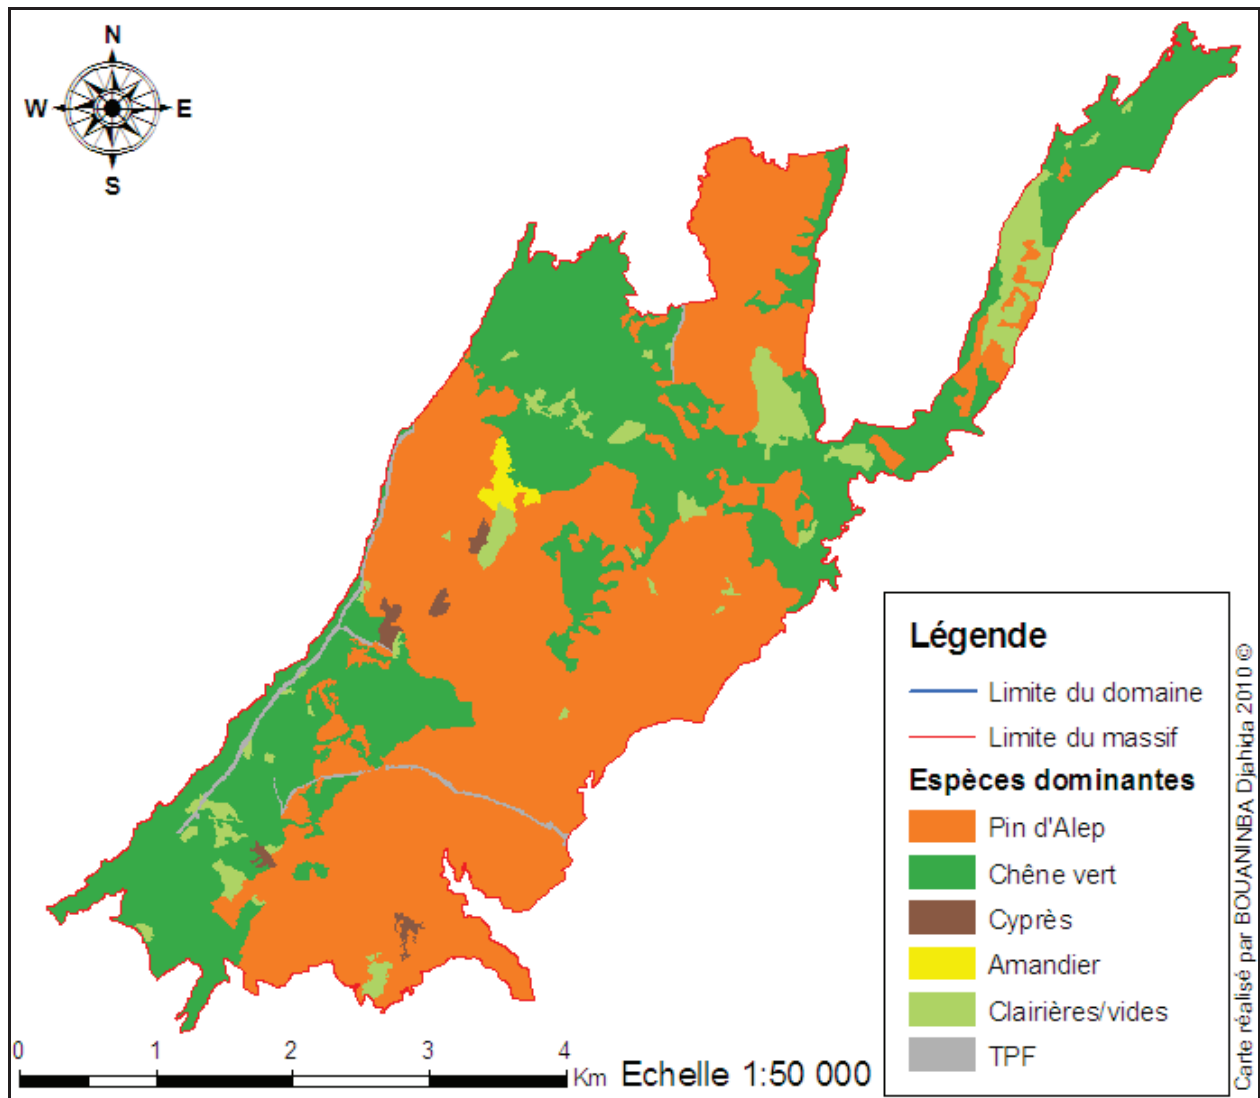 N
W E
S
Légende
Limite du domaine
Limite du massif
Espèces dominantes
Pin d'Alep
Chêne vert
Cyprès
Amandier
Clairières/vides
TPF
0 1 2 3 4
Km Echelle 1:50 000
Carte réalisé par BOUANINBA Djahida 2010 ©